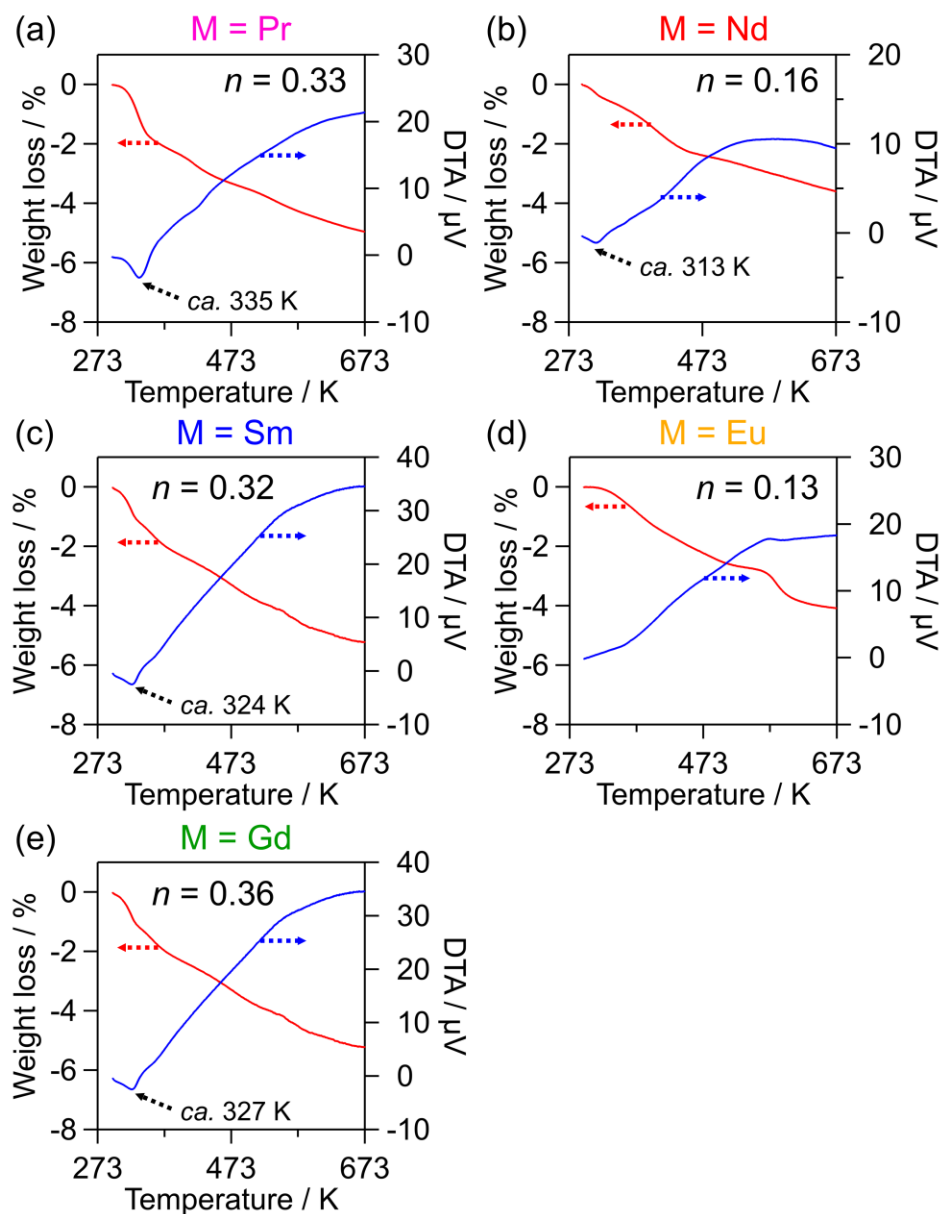 (a)
M = Pr
n = 0.33
Weight loss / %
0
-2
-4
-6
-8
30
20
10
0
-10
DTA / µV
ca. 335 K
273
473
673
Temperature / K
(b)
M = Nd
n = 0.16
Weight loss / %
0
-2
-4
-6
-8
20
10
0
-10
DTA / µV
ca. 313 K
273
473
673
Temperature / K
(c)
M = Sm
n = 0.32
Weight loss / %
0
-2
-4
-6
-8
40
30
20
10
0
-10
DTA / µV
ca. 324 K
273
473
673
Temperature / K
(d)
M = Eu
n = 0.13
Weight loss / %
0
-2
-4
-6
-8
30
20
10
0
-10
DTA / µV
273
473
673
Temperature / K
(e)
M = Gd
n = 0.36
Weight loss / %
0
-2
-4
-6
-8
40
30
20
10
0
-10
DTA / µV
ca. 327 K
273
473
673
Temperature / K